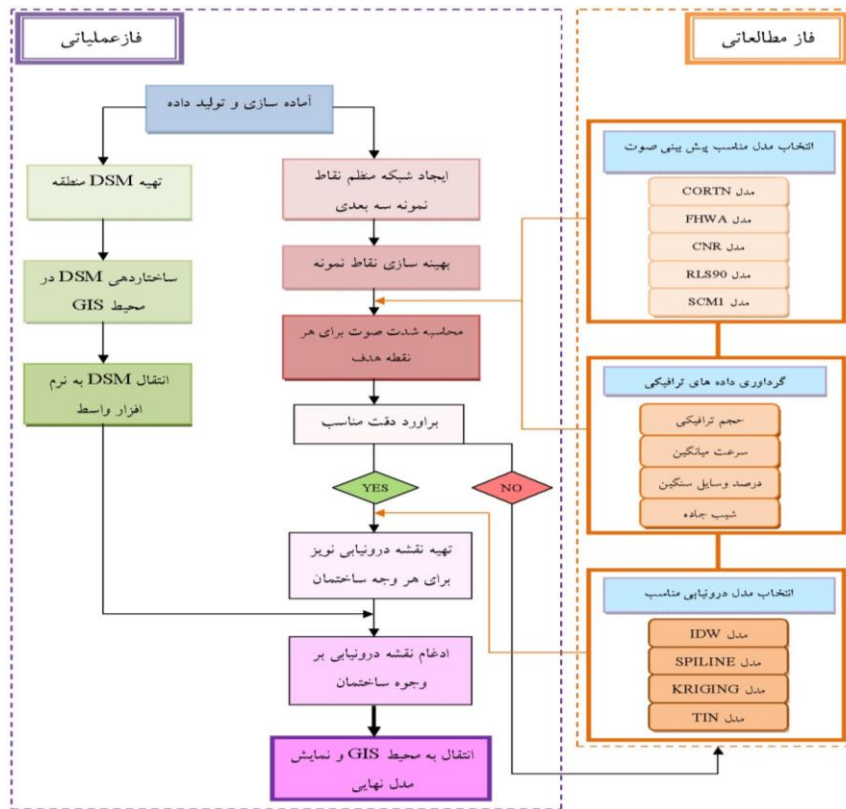 فاز مطالعاتی
انتخاب مدل مناسب پیش بینی صوت
مدل CORTN
مدل FHWA
مدل CNR
مدل RLS90
مدل SCM1
گرداوری داده های ترافیکی
حجم ترافیکی
سرعت میانگین
درصد وسایل سنگین
شیب جاده
انتخاب مدل درونیابی مناسب
مدل IDW
مدل SPILINE
مدل KRIGING
مدل TIN
فازعملیاتی
آماده سازی و تولید داده
ایجاد شبکه منظم نقاط
نمونه سه بعدی
بهینه سازی نقاط نمونه
محاسبه شدت صوت برای هر
نقطه هدف
براورد دقت مناسب
YES
NO
تهیه نقشه درونیابی نویز
برای هر وجه ساختمان
ادغام نقشه درونیابی بر
وجوه ساختمان
انتقال به محیط GIS و نمایش
مدل نهایی
تهیه DSM منطقه
ساختاردهی DSM در
محیط GIS
انتقال DSM به نرم
افزار واسط